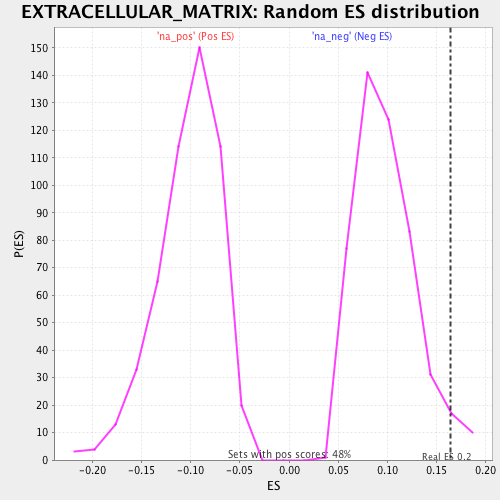 EXTRACELLULAR_MATRIX: Random ES distribution
'na_pos' (Pos ES) 'na_neg' (Neg ES)
150
140
130
120
110
100
90
80
70
60
50
40
30
20
10
0
P(ES)
Sets with pos scores: 48%
Real ES 0.2
-0.20 -0.15 -0.10 -0.05 0.00 0.05 0.10 0.15 0.20
ES